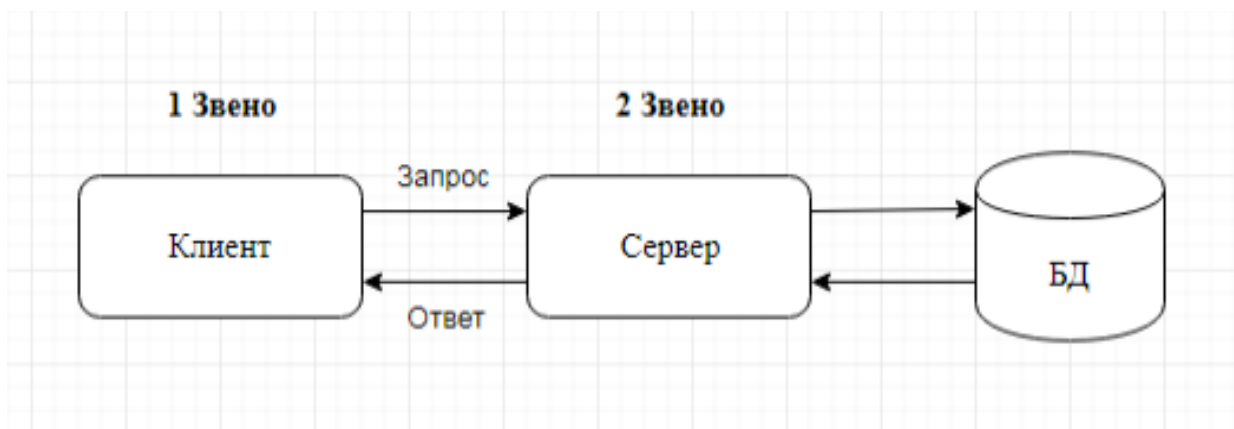 1 Звено
2 Звено
Запрос
Клиент
Сервер
БД
Ответ